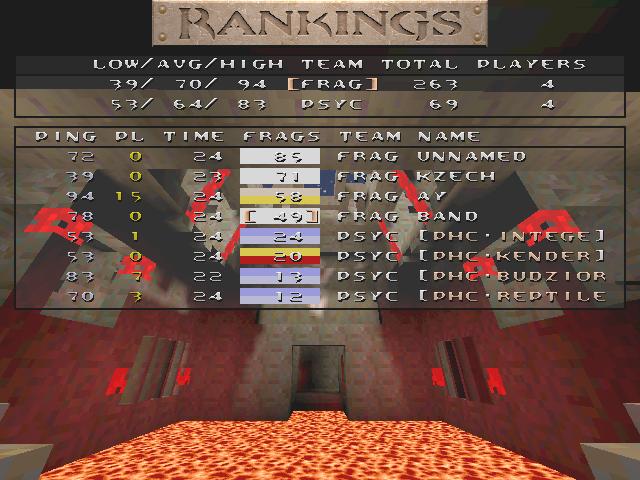 RANKINGS
LOW/AVG/HIGH TEAM TOTAL PLAYERS
39/ 70/ 94 [FRAG] 263 4
53/ 64/ 83 PSYC 69 4
PING PL TIME FRAGS TEAM NAME
72 0 24 85 FRAG UNNAMED
39 0 23 71 FRAG KZECH
94 15 24 58 FRAG AY
78 0 24 [ 49] FRAG BAND
53 1 24 24 PSYC [PHC·INTEGE]
53 0 24 20 PSYC [PHC·KENDER]
83 7 22 13 PSYC [PHC·BUDZIOR
70 3 24 12 PSYC [PHC·REPTILE